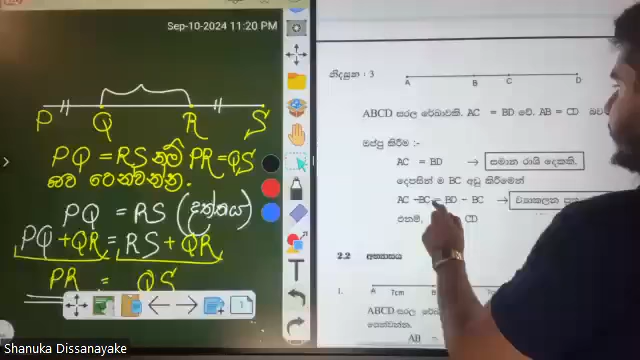 Sep-10-2024 11:20 PM
P Q R S
PQ = RS නම් PR = QS
බව පෙන්වන්න.
PQ = RS (දත්තය)
PQ + QR = RS + QR
PR = QS
1
Shanuka Dissanayake
නිදසුන : 3
A B C D
ABCD සරල රේඛාවකි. AC = BD වේ. AB = CD බව
ඔප්පු කිරීම :-
AC = BD → සමාන රාශි දෙකකි.
දෙපසින් ම BC අඩු කිරීමෙන්
AC - BC = BD - BC →
එනම්, CD
2.2 අභ්‍යාසය
1. A 7cm B
ABCD සරල
AB =